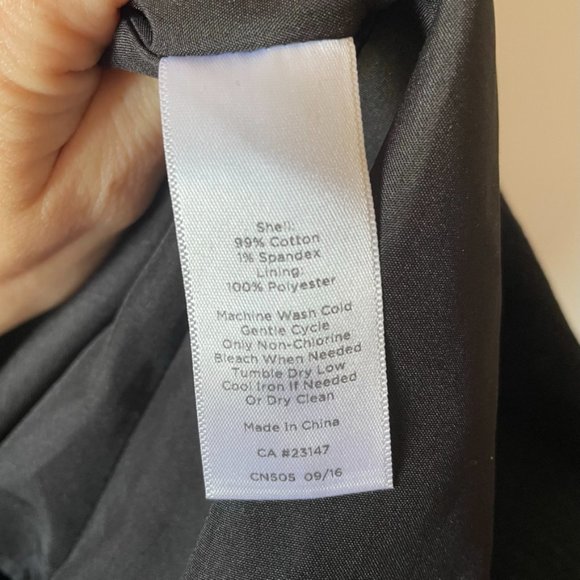 Shell:
99% Cotton
1% Spandex
Lining:
100% Polyester
Machine Wash Cold
Gentle Cycle
Only Non-Chlorine
Bleach When Needed
Tumble Dry Low
Cool Iron If Needed
Or Dry Clean
Made In China
CA #23147
CN505 09/16